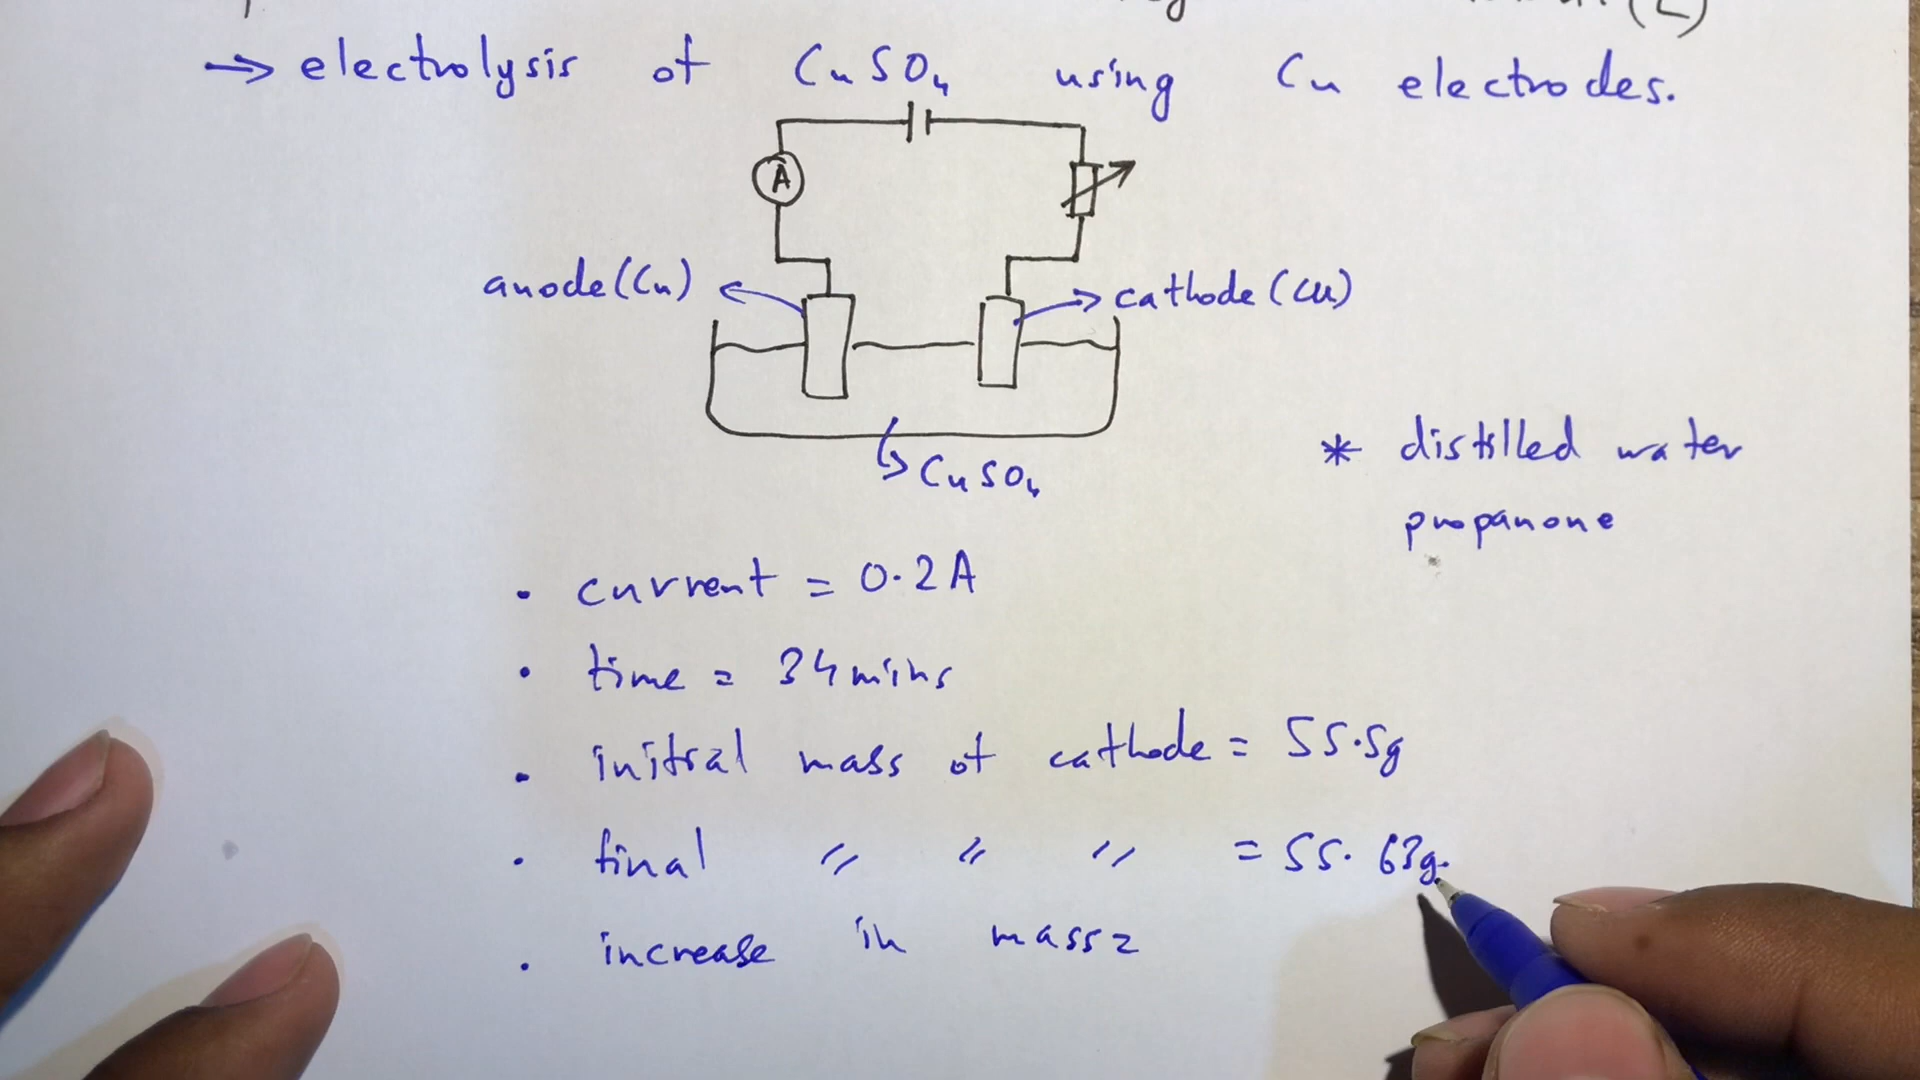 (L)
→ electrolysis of CuSO4 using Cu electrodes.
A
anode (Cu)
cathode (Cu)
CuSO4
* distilled water
propanone
• current = 0.2A
• time = 34 mins
• initial mass of cathode = 55.5g
• final " " " = 55.63g.
• increase in mass =